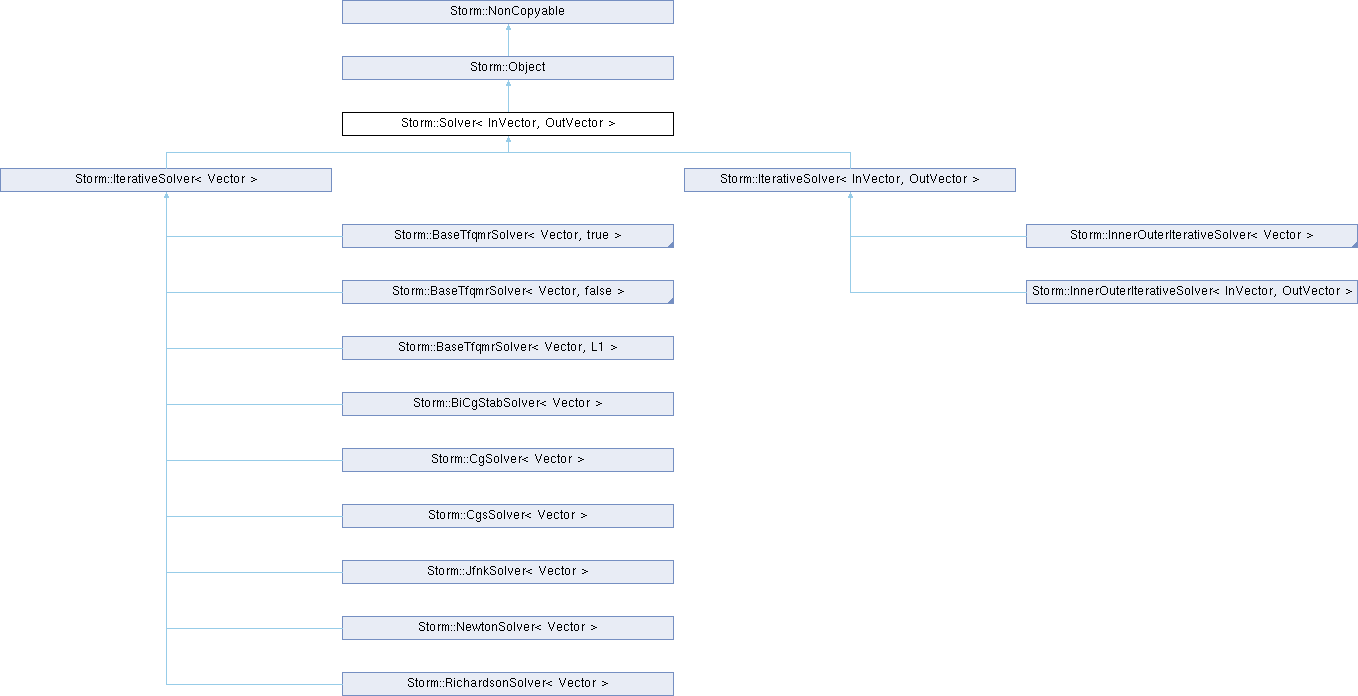 Storm::NonCopyable
Storm::Object
Storm::Solver< InVector, OutVector >
Storm::IterativeSolver< Vector >
Storm::IterativeSolver< InVector, OutVector >
Storm::BaseTfqmrSolver< Vector, true >
Storm::InnerOuterIterativeSolver< Vector >
Storm::BaseTfqmrSolver< Vector, false >
Storm::InnerOuterIterativeSolver< InVector, OutVector >
Storm::BaseTfqmrSolver< Vector, L1 >
Storm::BiCgStabSolver< Vector >
Storm::CgSolver< Vector >
Storm::CgsSolver< Vector >
Storm::JfnkSolver< Vector >
Storm::NewtonSolver< Vector >
Storm::RichardsonSolver< Vector >